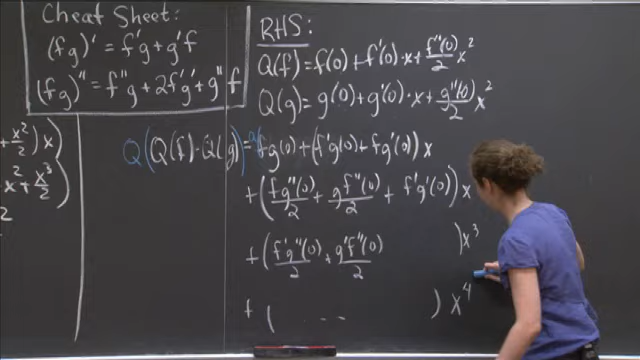 Cheat Sheet:
(fg)' = f'g + g'f
(fg)'' = f''g + 2f'g' + g''f
+ x²/2) x)
x² + x³/2)
2
RHS:
Q(f) = f(0) + f'(0)·x + f''(0)/2 x²
Q(g) = g(0) + g'(0)·x + g''(0)/2 x²
Q(Q(f)·Q(g)) = fg(0) + (f'g(0) + fg'(0)) x
+ (fg''(0)/2 + gf''(0)/2 + f'g'(0)) x
+ (f'g''(0)/2 + g'f''(0)/2 ) x³
+ ( ... ) x⁴